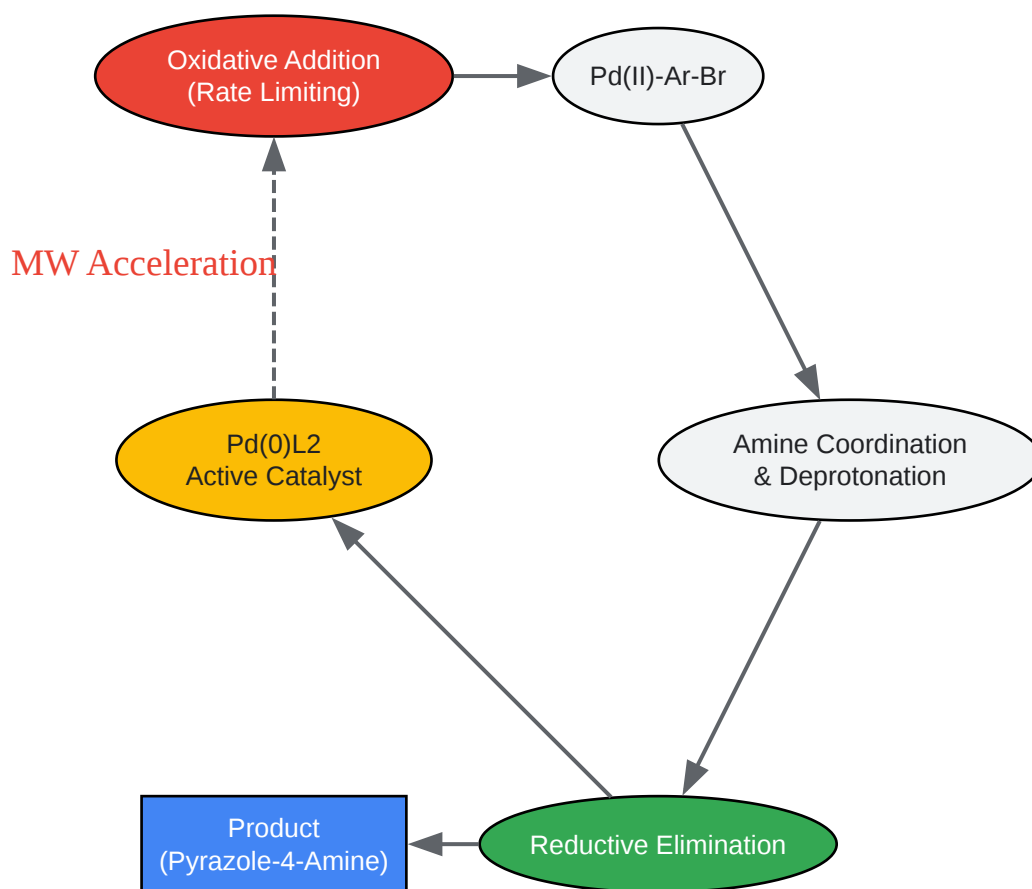 Oxidative Addition
(Rate Limiting)
Pd(II)-Ar-Br
MW Acceleration
Pd(0)L2
Active Catalyst
Amine Coordination
& Deprotonation
Product
(Pyrazole-4-Amine)
Reductive Elimination